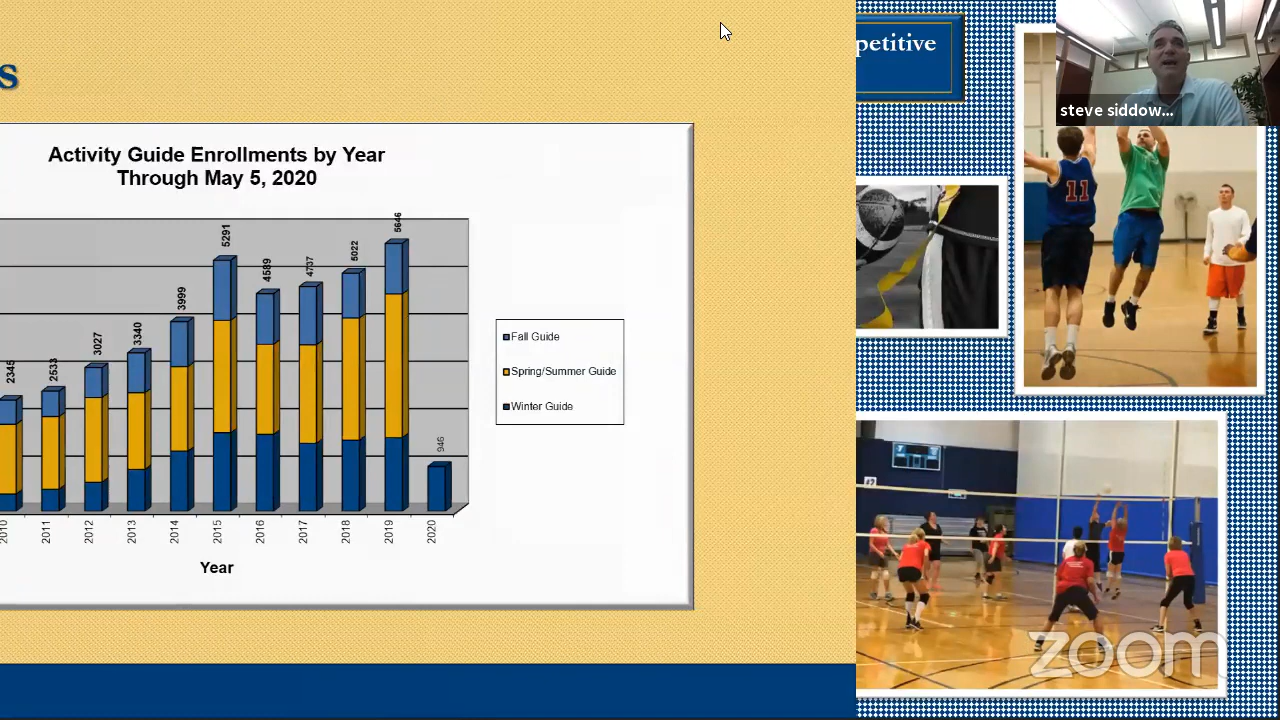 s
petitive
steve siddow...
Activity Guide Enrollments by Year
Through May 5, 2020
2345
2533
3027
3340
3999
5291
4589
4737
5022
5646
946
Fall Guide
Spring/Summer Guide
Winter Guide
2010
2011
2012
2013
2014
2015
2016
2017
2018
2019
2020
Year
11
zoom